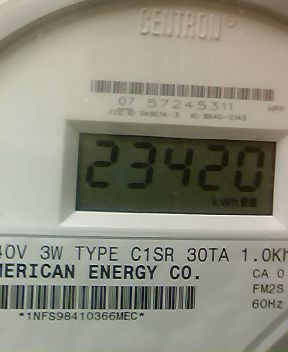 CENTRON
07 57245311
23420
kWh
40V 3W TYPE C1SR 30TA 1.0Kh
MERICAN ENERGY CO.
CA 0
FM2S
60Hz
*1NFS98410366MEC*